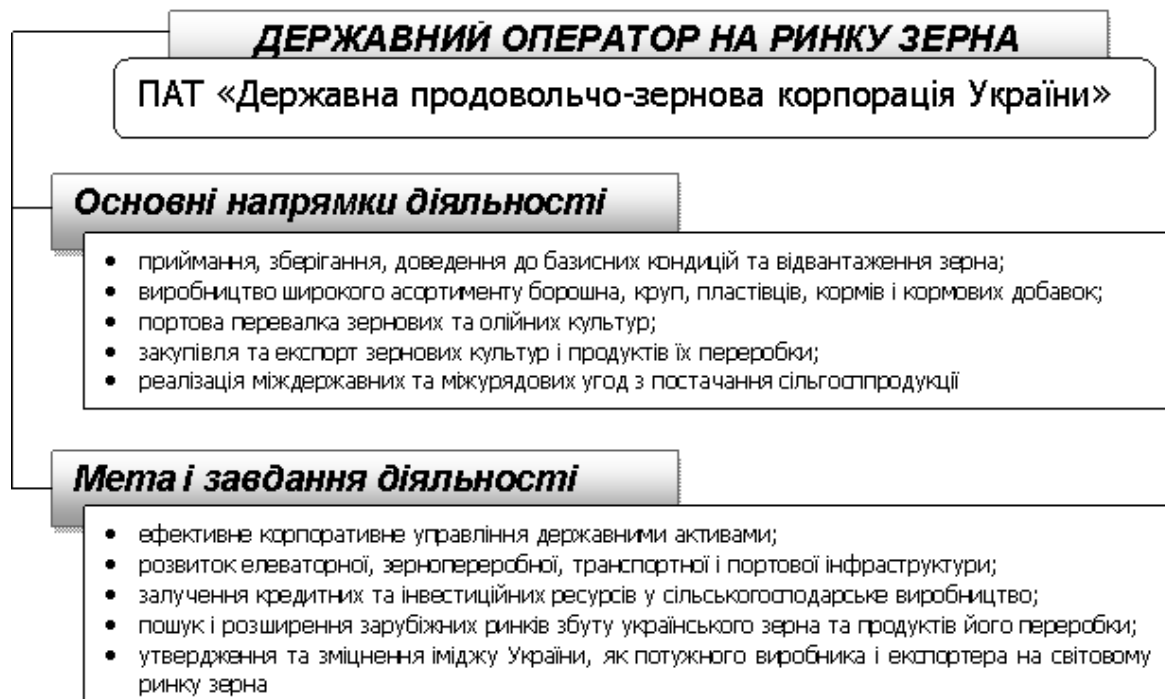 ДЕРЖАВНИЙ ОПЕРАТОР НА РИНКУ ЗЕРНА
ПАТ «Державна продовольчо-зернова корпорація України»
Основні напрямки діяльності
• приймання, зберігання, доведення до базисних кондицій та відвантаження зерна;
• виробництво широкого асортименту борошна, круп, пластівців, кормів і кормових добавок;
• портова перевалка зернових та олійних культур;
• закупівля та експорт зернових культур і продуктів їх переробки;
• реалізація міждержавних та міжурядових угод з постачання сільгосппродукції
Мета і завдання діяльності
• ефективне корпоративне управління державними активами;
• розвиток елеваторної, зернопереробної, транспортної і портової інфраструктури;
• залучення кредитних та інвестиційних ресурсів у сільськогосподарське виробництво;
• пошук і розширення зарубіжних ринків збуту українського зерна та продуктів його переробки;
• утвердження та зміцнення іміджу України, як потужного виробника і експортера на світовому
ринку зерна